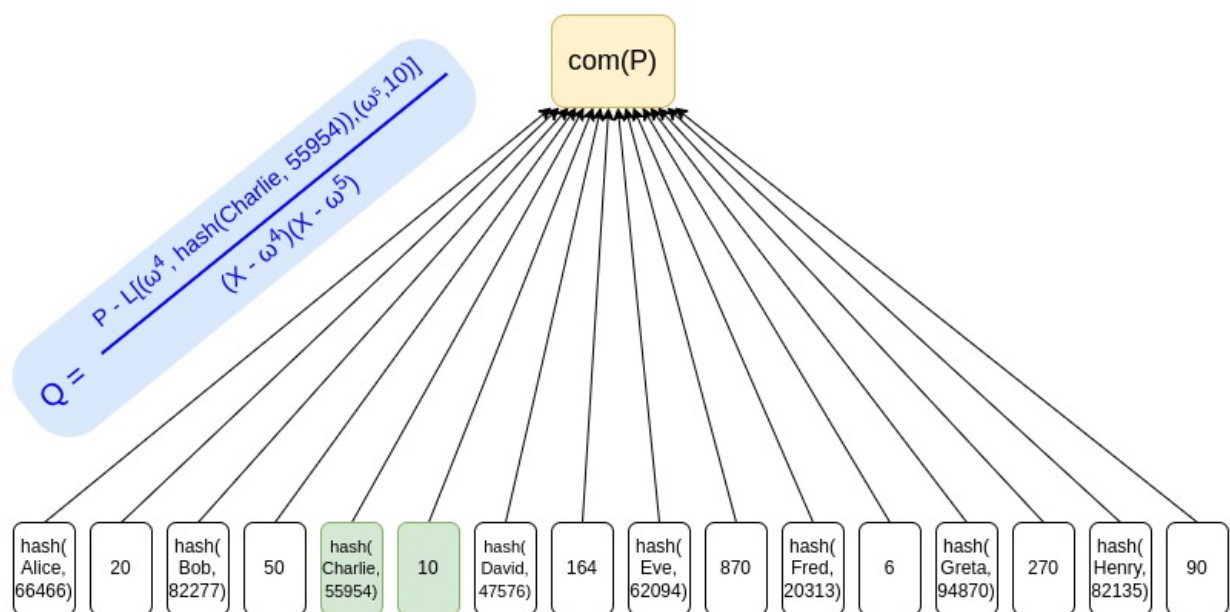 com(P)
Q =
P - L[(ω⁴, hash(Charlie, 55954)),(ω⁵,10)]
(X - ω⁴)(X - ω⁵)
hash(
Alice,
66466)
20
hash(
Bob,
82277)
50
hash(
Charlie,
55954)
10
hash(
David,
47576)
164
hash(
Eve,
62094)
870
hash(
Fred,
20313)
6
hash(
Greta,
94870)
270
hash(
Henry,
82135)
90